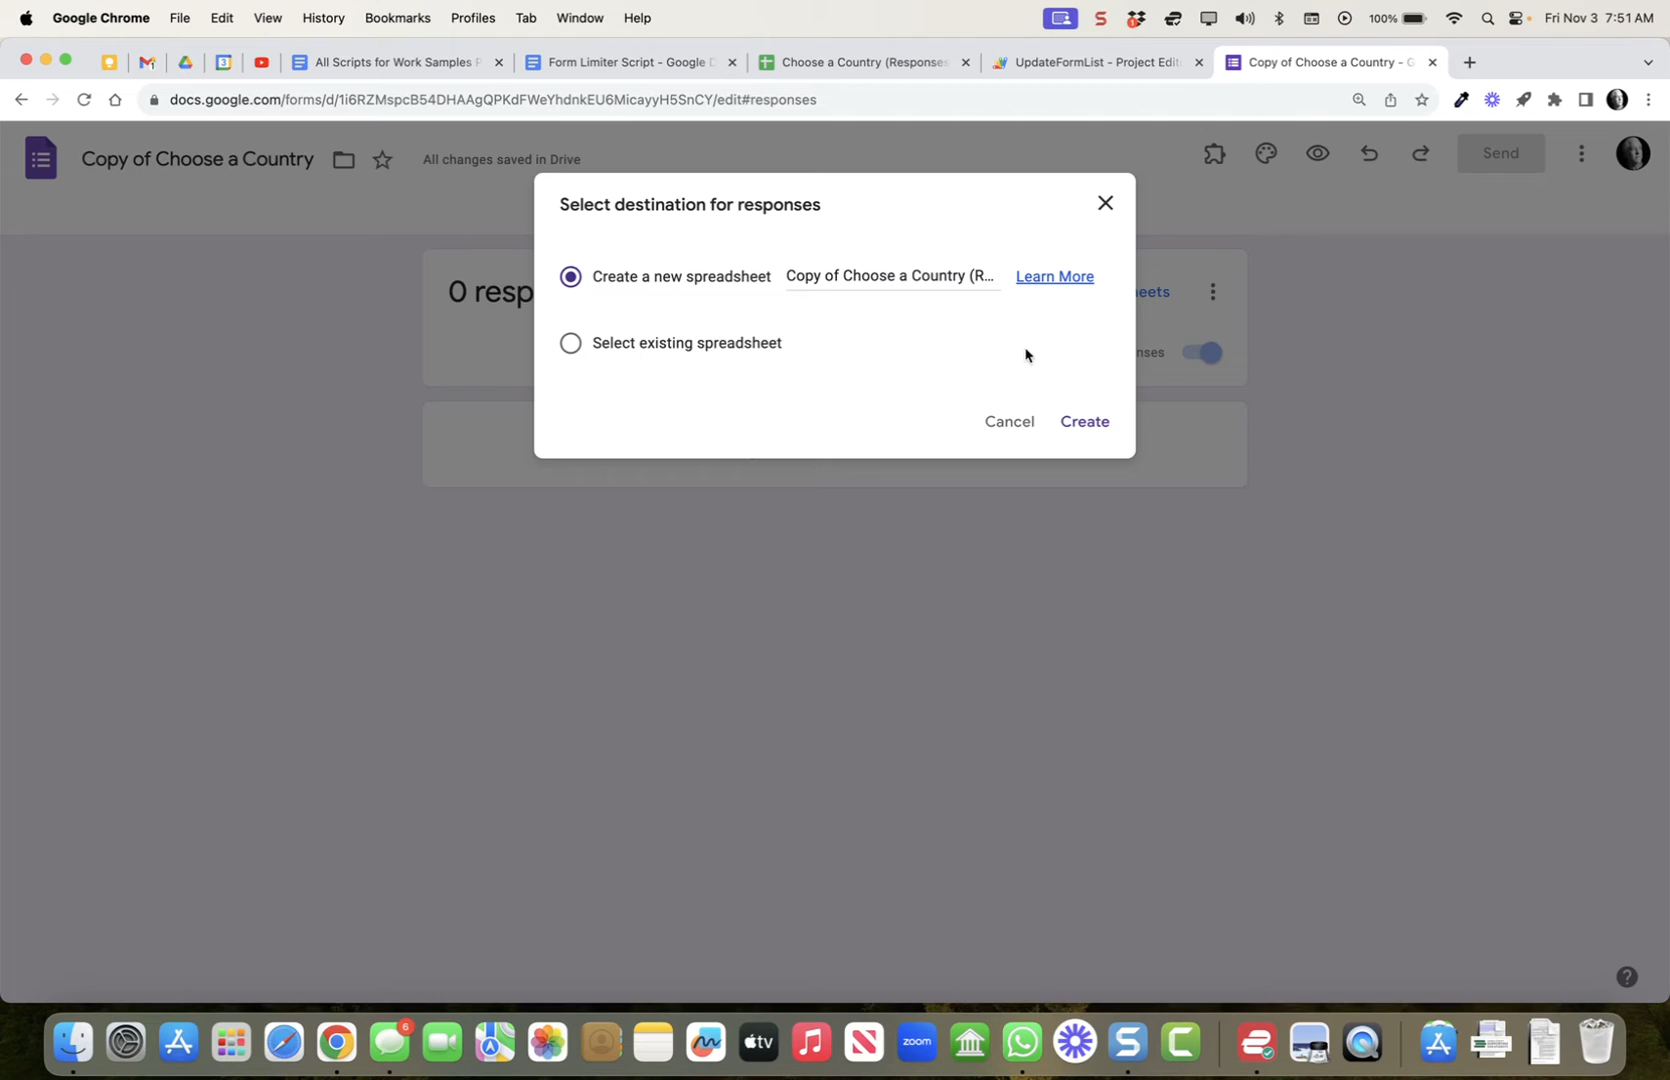 Google Chrome File Edit View History Bookmarks Profiles Tab Window Help 100% Fri Nov 3 7:51 AM
All Scripts for Work Samples Form Limiter Script - Google Choose a Country (Responses UpdateFormList - Project Edit Copy of Choose a Country - G
docs.google.com/forms/d/1i6RZMspcB54DHAAgQPKdFWeYhdnkEU6MicayyH5SnCY/edit#responses
Copy of Choose a Country All changes saved in Drive Send
Select destination for responses
Create a new spreadsheet Copy of Choose a Country (R... Learn More
0 resp eets
Select existing spreadsheet
nses
Cancel Create
6
tv
zoom